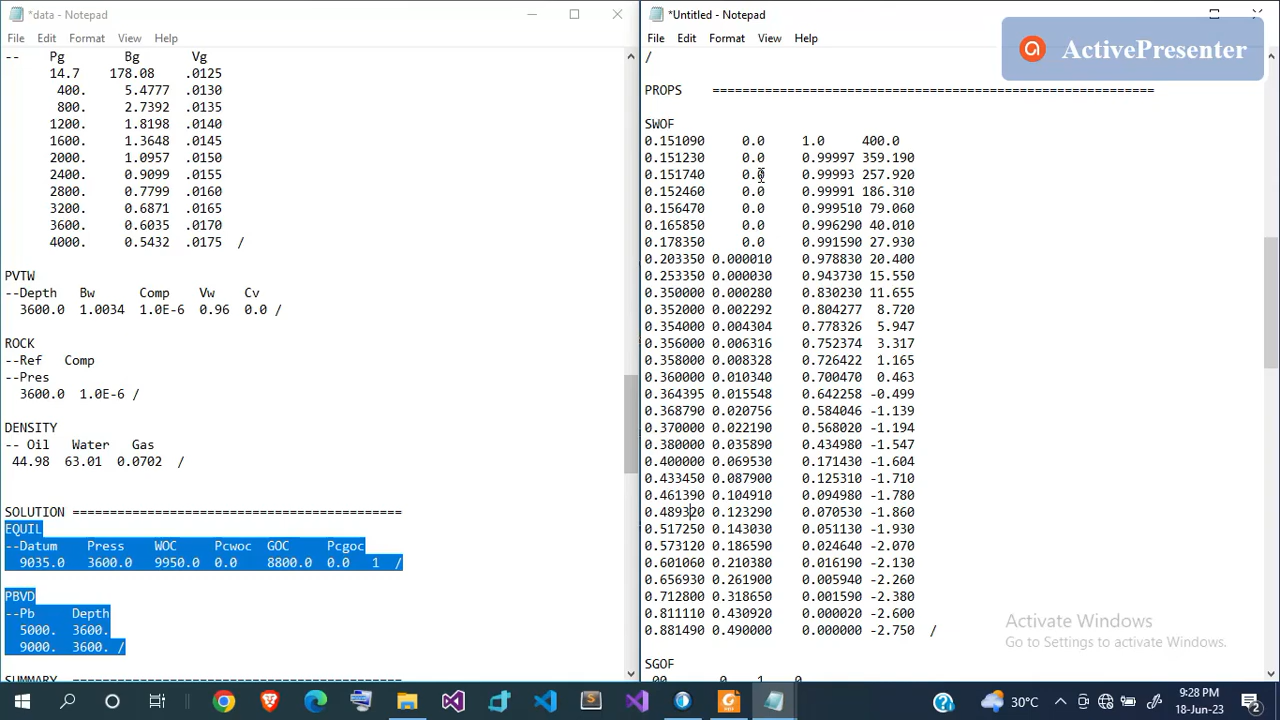 *data - Notepad
File Edit Format View Help
-- Pg Bg Vg
14.7 178.08 .0125
400. 5.4777 .0130
800. 2.7392 .0135
1200. 1.8198 .0140
1600. 1.3648 .0145
2000. 1.0957 .0150
2400. 0.9099 .0155
2800. 0.7799 .0160
3200. 0.6871 .0165
3600. 0.6035 .0170
4000. 0.5432 .0175 /
PVTW
--Depth Bw Comp Vw Cv
3600.0 1.0034 1.0E-6 0.96 0.0 /
ROCK
--Ref Comp
--Pres
3600.0 1.0E-6 /
DENSITY
-- Oil Water Gas
44.98 63.01 0.0702 /
SOLUTION ============================================
EQUIL
--Datum Press WOC Pcwoc GOC Pcgoc
9035.0 3600.0 9950.0 0.0 8800.0 0.0 1 /
PBVD
--Pb Depth
5000. 3600.
9000. 3600. /
SUMMARY ============================================
*Untitled - Notepad
File Edit Format View Help
ActivePresenter
/
PROPS ===========================================================
SWOF
0.151090 0.0 1.0 400.0
0.151230 0.0 0.99997 359.190
0.151740 0.0 0.99993 257.920
0.152460 0.0 0.99991 186.310
0.156470 0.0 0.999510 79.060
0.165850 0.0 0.996290 40.010
0.178350 0.0 0.991590 27.930
0.203350 0.000010 0.978830 20.400
0.253350 0.000030 0.943730 15.550
0.350000 0.000280 0.830230 11.655
0.352000 0.002292 0.804277 8.720
0.354000 0.004304 0.778326 5.947
0.356000 0.006316 0.752374 3.317
0.358000 0.008328 0.726422 1.165
0.360000 0.010340 0.700470 0.463
0.364395 0.015548 0.642258 -0.499
0.368790 0.020756 0.584046 -1.139
0.370000 0.022190 0.568020 -1.194
0.380000 0.035890 0.434980 -1.547
0.400000 0.069530 0.171430 -1.604
0.433450 0.087900 0.125310 -1.710
0.461390 0.104910 0.094980 -1.780
0.489320 0.123290 0.070530 -1.860
0.517250 0.143030 0.051130 -1.930
0.573120 0.186590 0.024640 -2.070
0.601060 0.210380 0.016190 -2.130
0.656930 0.261900 0.005940 -2.260
0.712800 0.318650 0.001590 -2.380
0.811110 0.430920 0.000020 -2.600
0.881490 0.490000 0.000000 -2.750 /
SGOF
.00 0 1 0
Activate Windows
Go to Settings to activate Windows.
30°C
9:28 PM
18-Jun-23
2